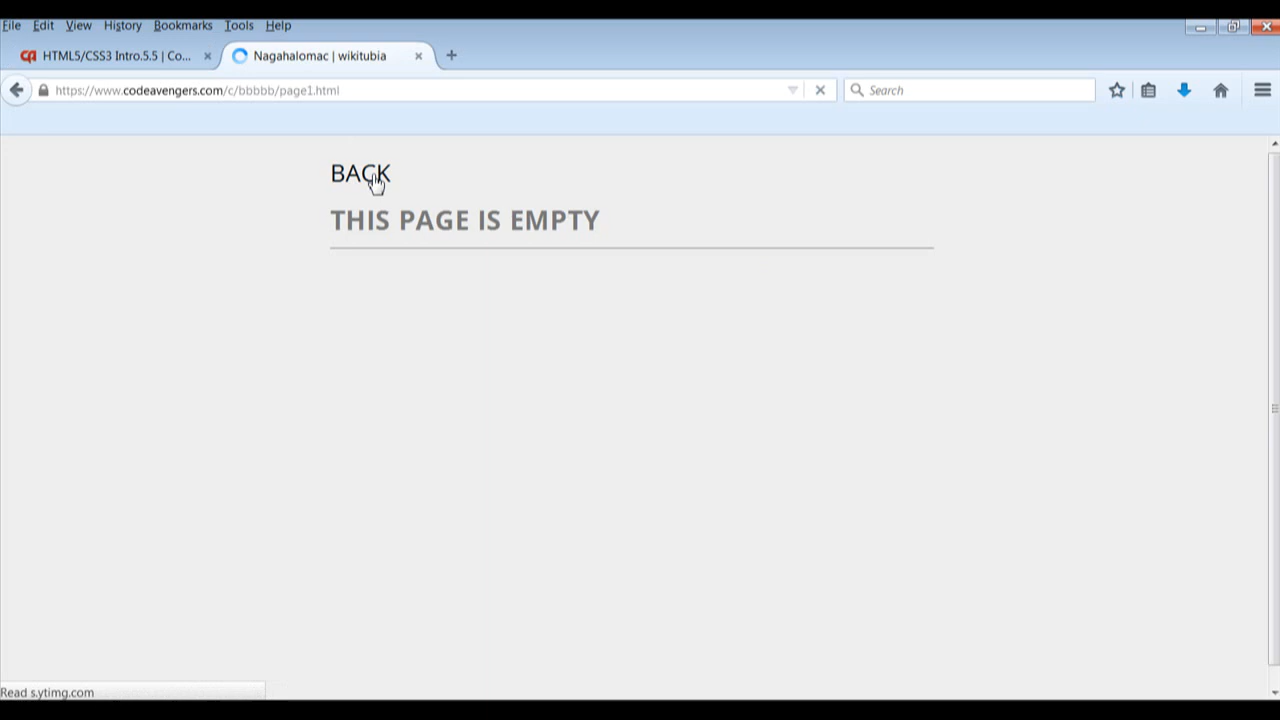 File Edit View History Bookmarks Tools Help
HTML5/CSS3 Intro.5.5 | Co... Nagahalomac | wikitubia
https://www.codeavengers.com/c/bbbbb/page1.html Search
BACK
THIS PAGE IS EMPTY
Read s.ytimg.com